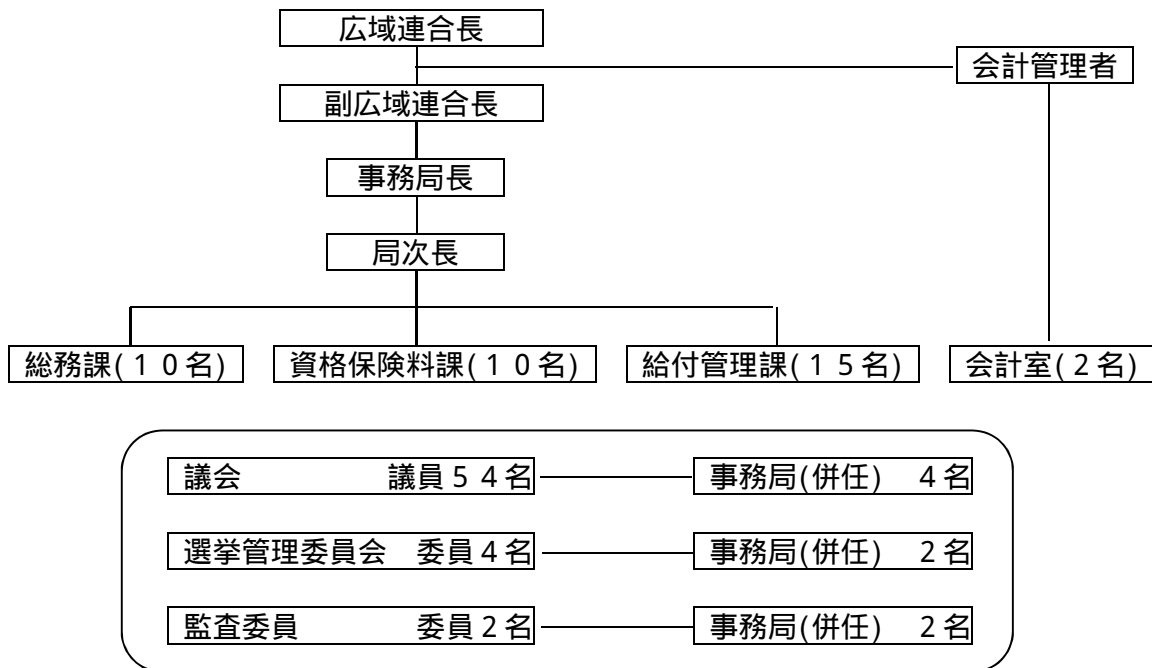 広域連合長
会計管理者
副広域連合長
事務局長
局次長
総務課(10名) 資格保険料課(10名) 給付管理課(15名) 会計室(2名)
議会 議員54名 事務局(併任) 4名
選挙管理委員会 委員4名 事務局(併任) 2名
監査委員 委員2名 事務局(併任) 2名